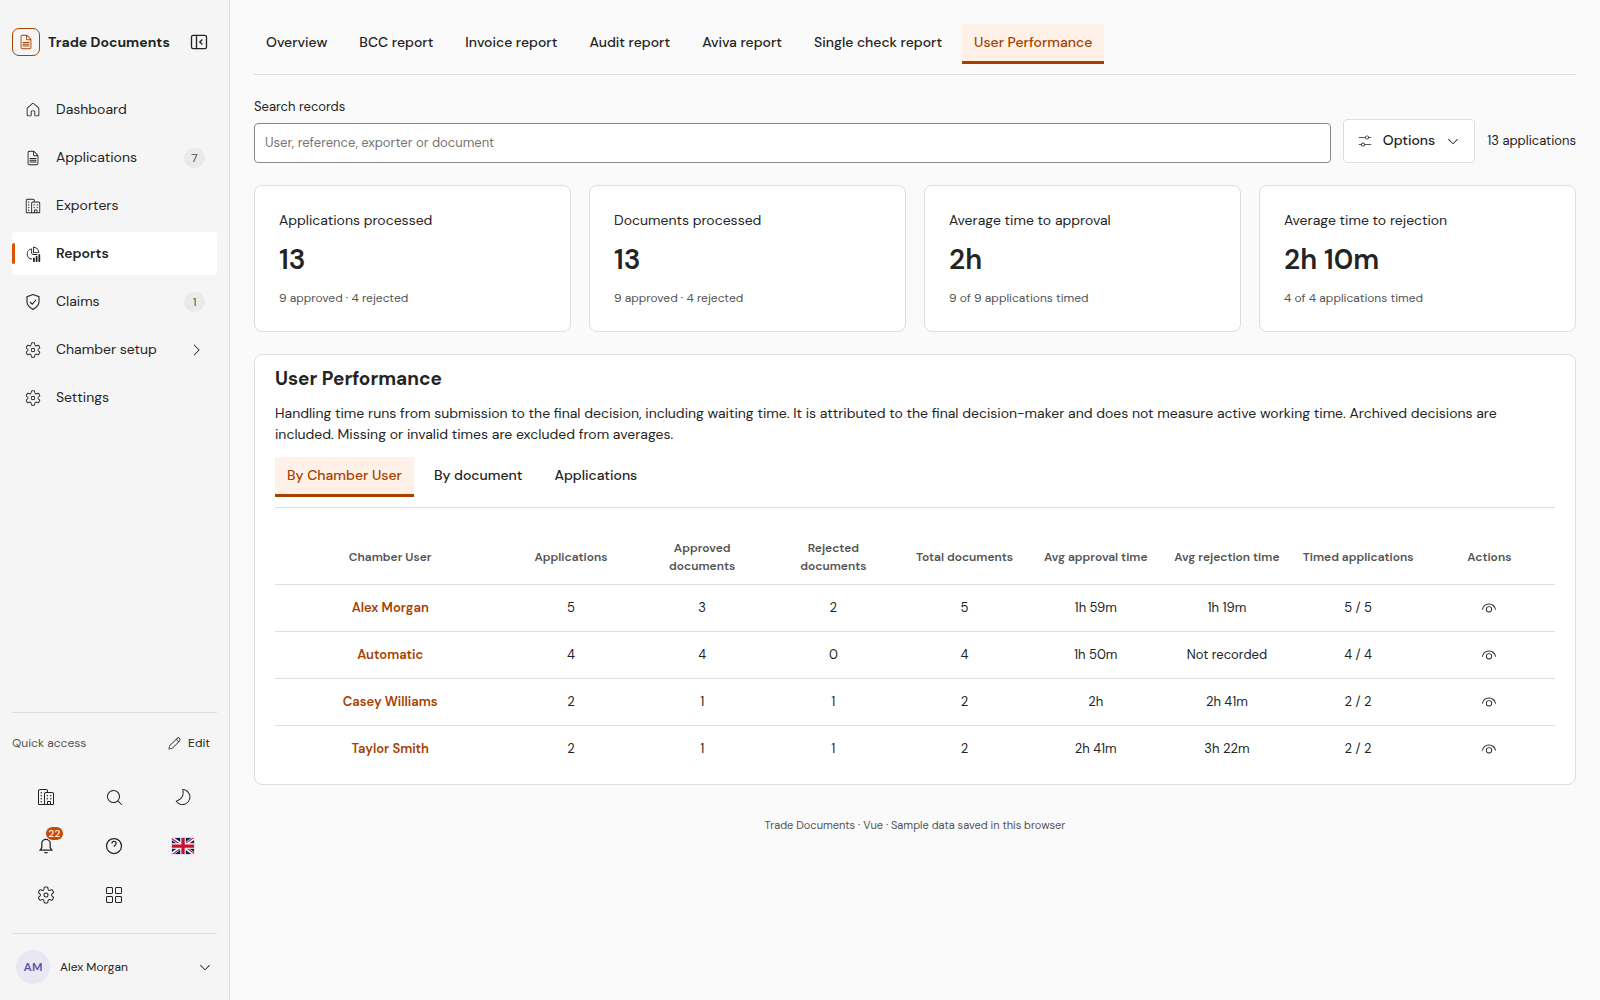 Trade Documents
Dashboard
Applications 7
Exporters
Reports
Claims 1
Chamber setup
Settings
Quick access Edit
22
AM Alex Morgan
Overview BCC report Invoice report Audit report Aviva report Single check report User Performance
Search records
User, reference, exporter or document Options 13 applications
Applications processed
13
9 approved · 4 rejected
Documents processed
13
9 approved · 4 rejected
Average time to approval
2h
9 of 9 applications timed
Average time to rejection
2h 10m
4 of 4 applications timed
User Performance
Handling time runs from submission to the final decision, including waiting time. It is attributed to the final decision-maker and does not measure active working time. Archived decisions are
included. Missing or invalid times are excluded from averages.
By Chamber User By document Applications
Chamber User Applications Approved documents Rejected documents Total documents Avg approval time Avg rejection time Timed applications Actions
Alex Morgan 5 3 2 5 1h 59m 1h 19m 5 / 5
Automatic 4 4 0 4 1h 50m Not recorded 4 / 4
Casey Williams 2 1 1 2 2h 2h 41m 2 / 2
Taylor Smith 2 1 1 2 2h 41m 3h 22m 2 / 2
Trade Documents · Vue · Sample data saved in this browser